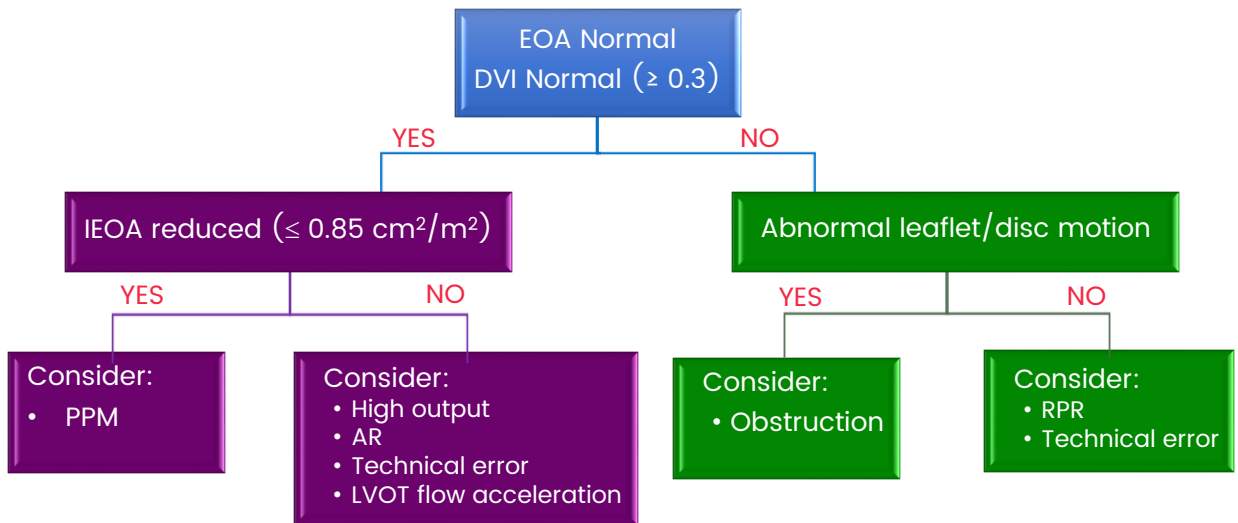 EOA Normal
DVI Normal (≥ 0.3)
YES
NO
IEOA reduced (≤ 0.85 cm²/m²)
Abnormal leaflet/disc motion
YES
NO
YES
NO
Consider:
• PPM
Consider:
• High output
• AR
• Technical error
• LVOT flow acceleration
Consider:
• Obstruction
Consider:
• RPR
• Technical error